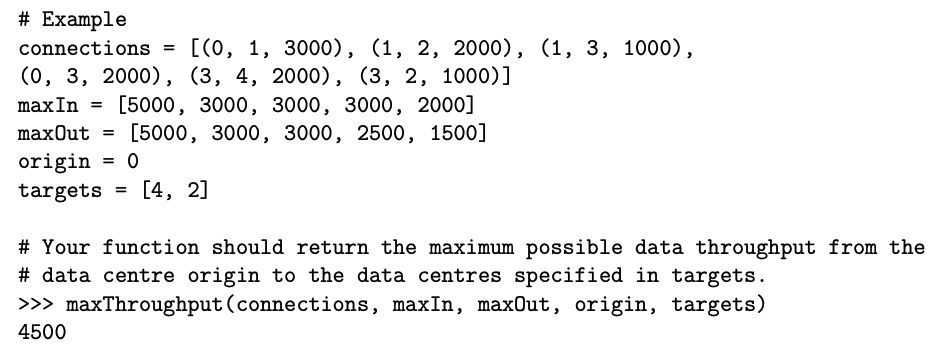 # Example
connections = [(0, 1, 3000), (1, 2, 2000), (1, 3, 1000),
(0, 3, 2000), (3, 4, 2000), (3, 2, 1000)]
maxIn = [5000, 3000, 3000, 3000, 2000]
maxOut = [5000, 3000, 3000, 2500, 1500]
origin = 0
targets = [4, 2]
# Your function should return the maximum possible data throughput from the
# data centre origin to the data centres specified in targets.
>>> maxThroughput(connections, maxIn, maxOut, origin, targets)
4500